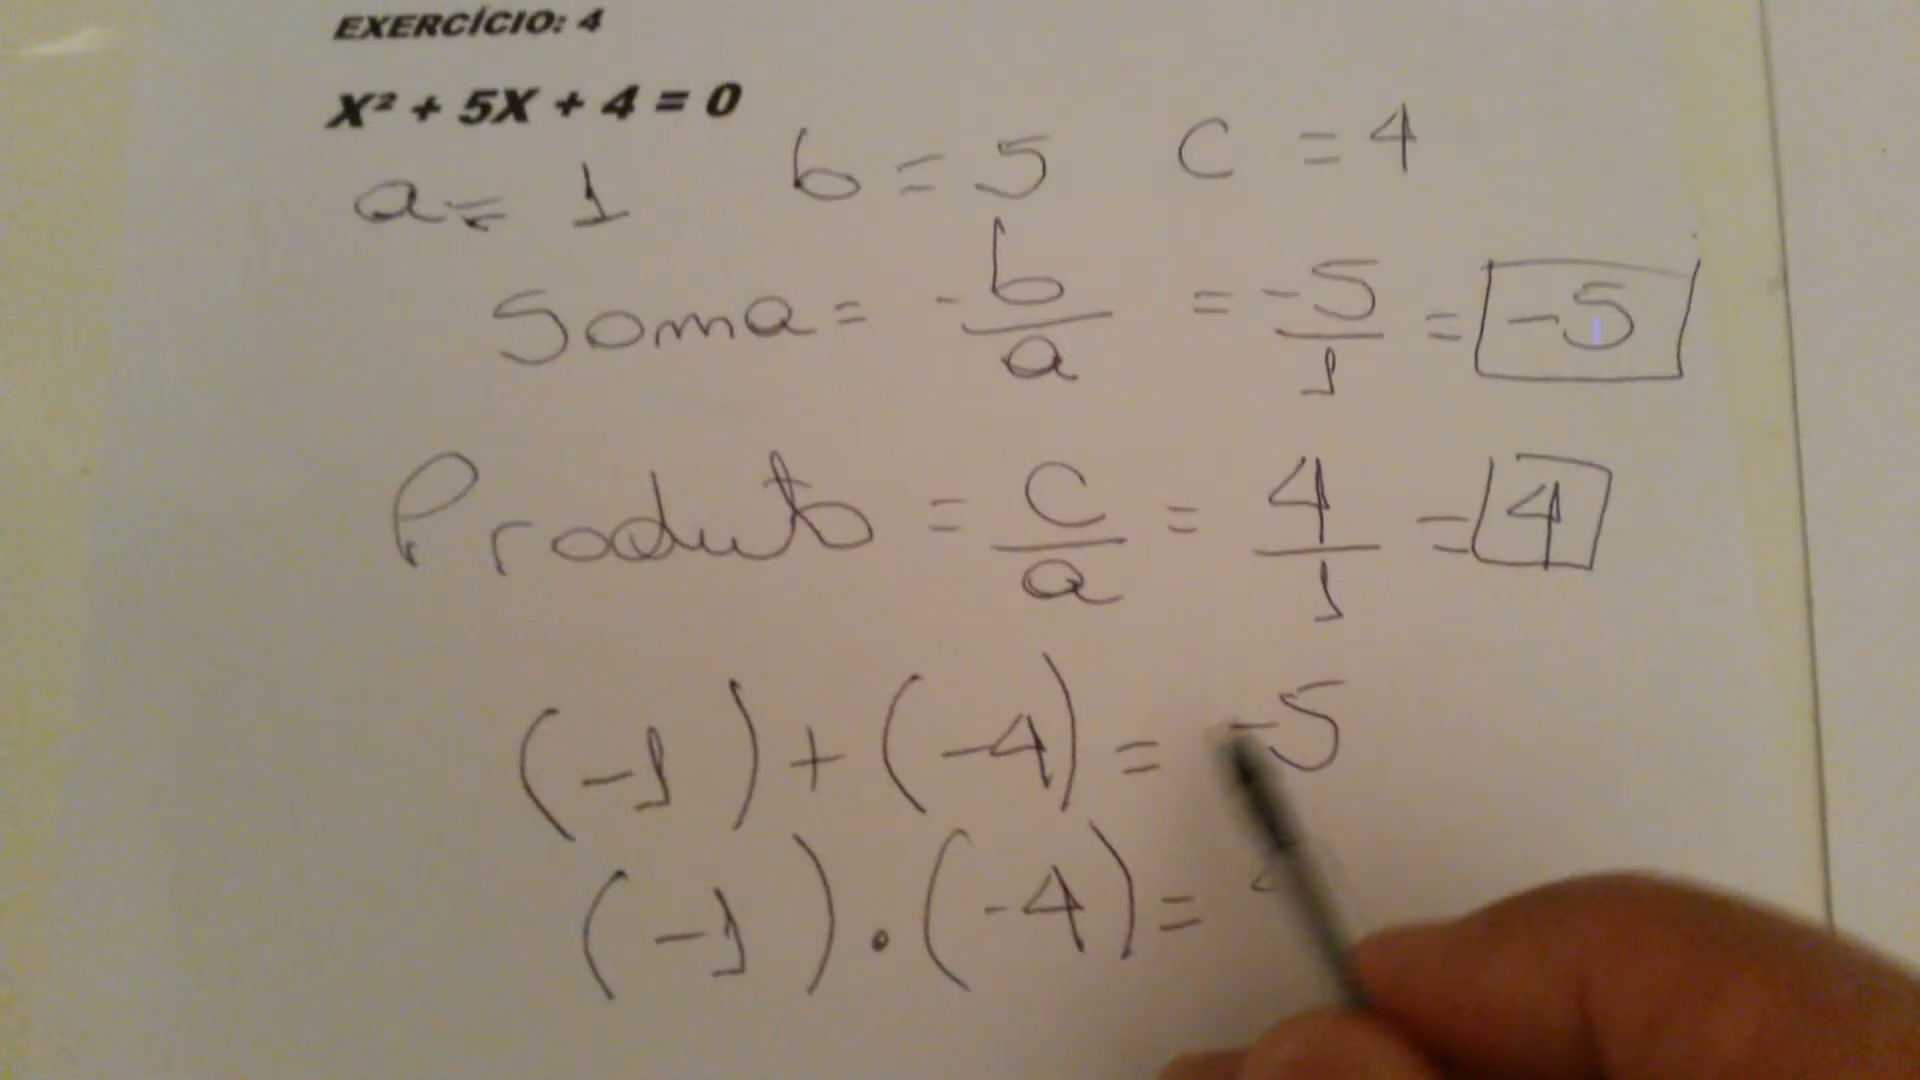 EXERCÍCIO: 4
X² + 5X + 4 = 0
a = 1 b = 5 c = 4
Soma = -b/a = -5/1 = -5
Produto = c/a = 4/1 = 4
(-1) + (-4) = -5
(-1) . (-4) =